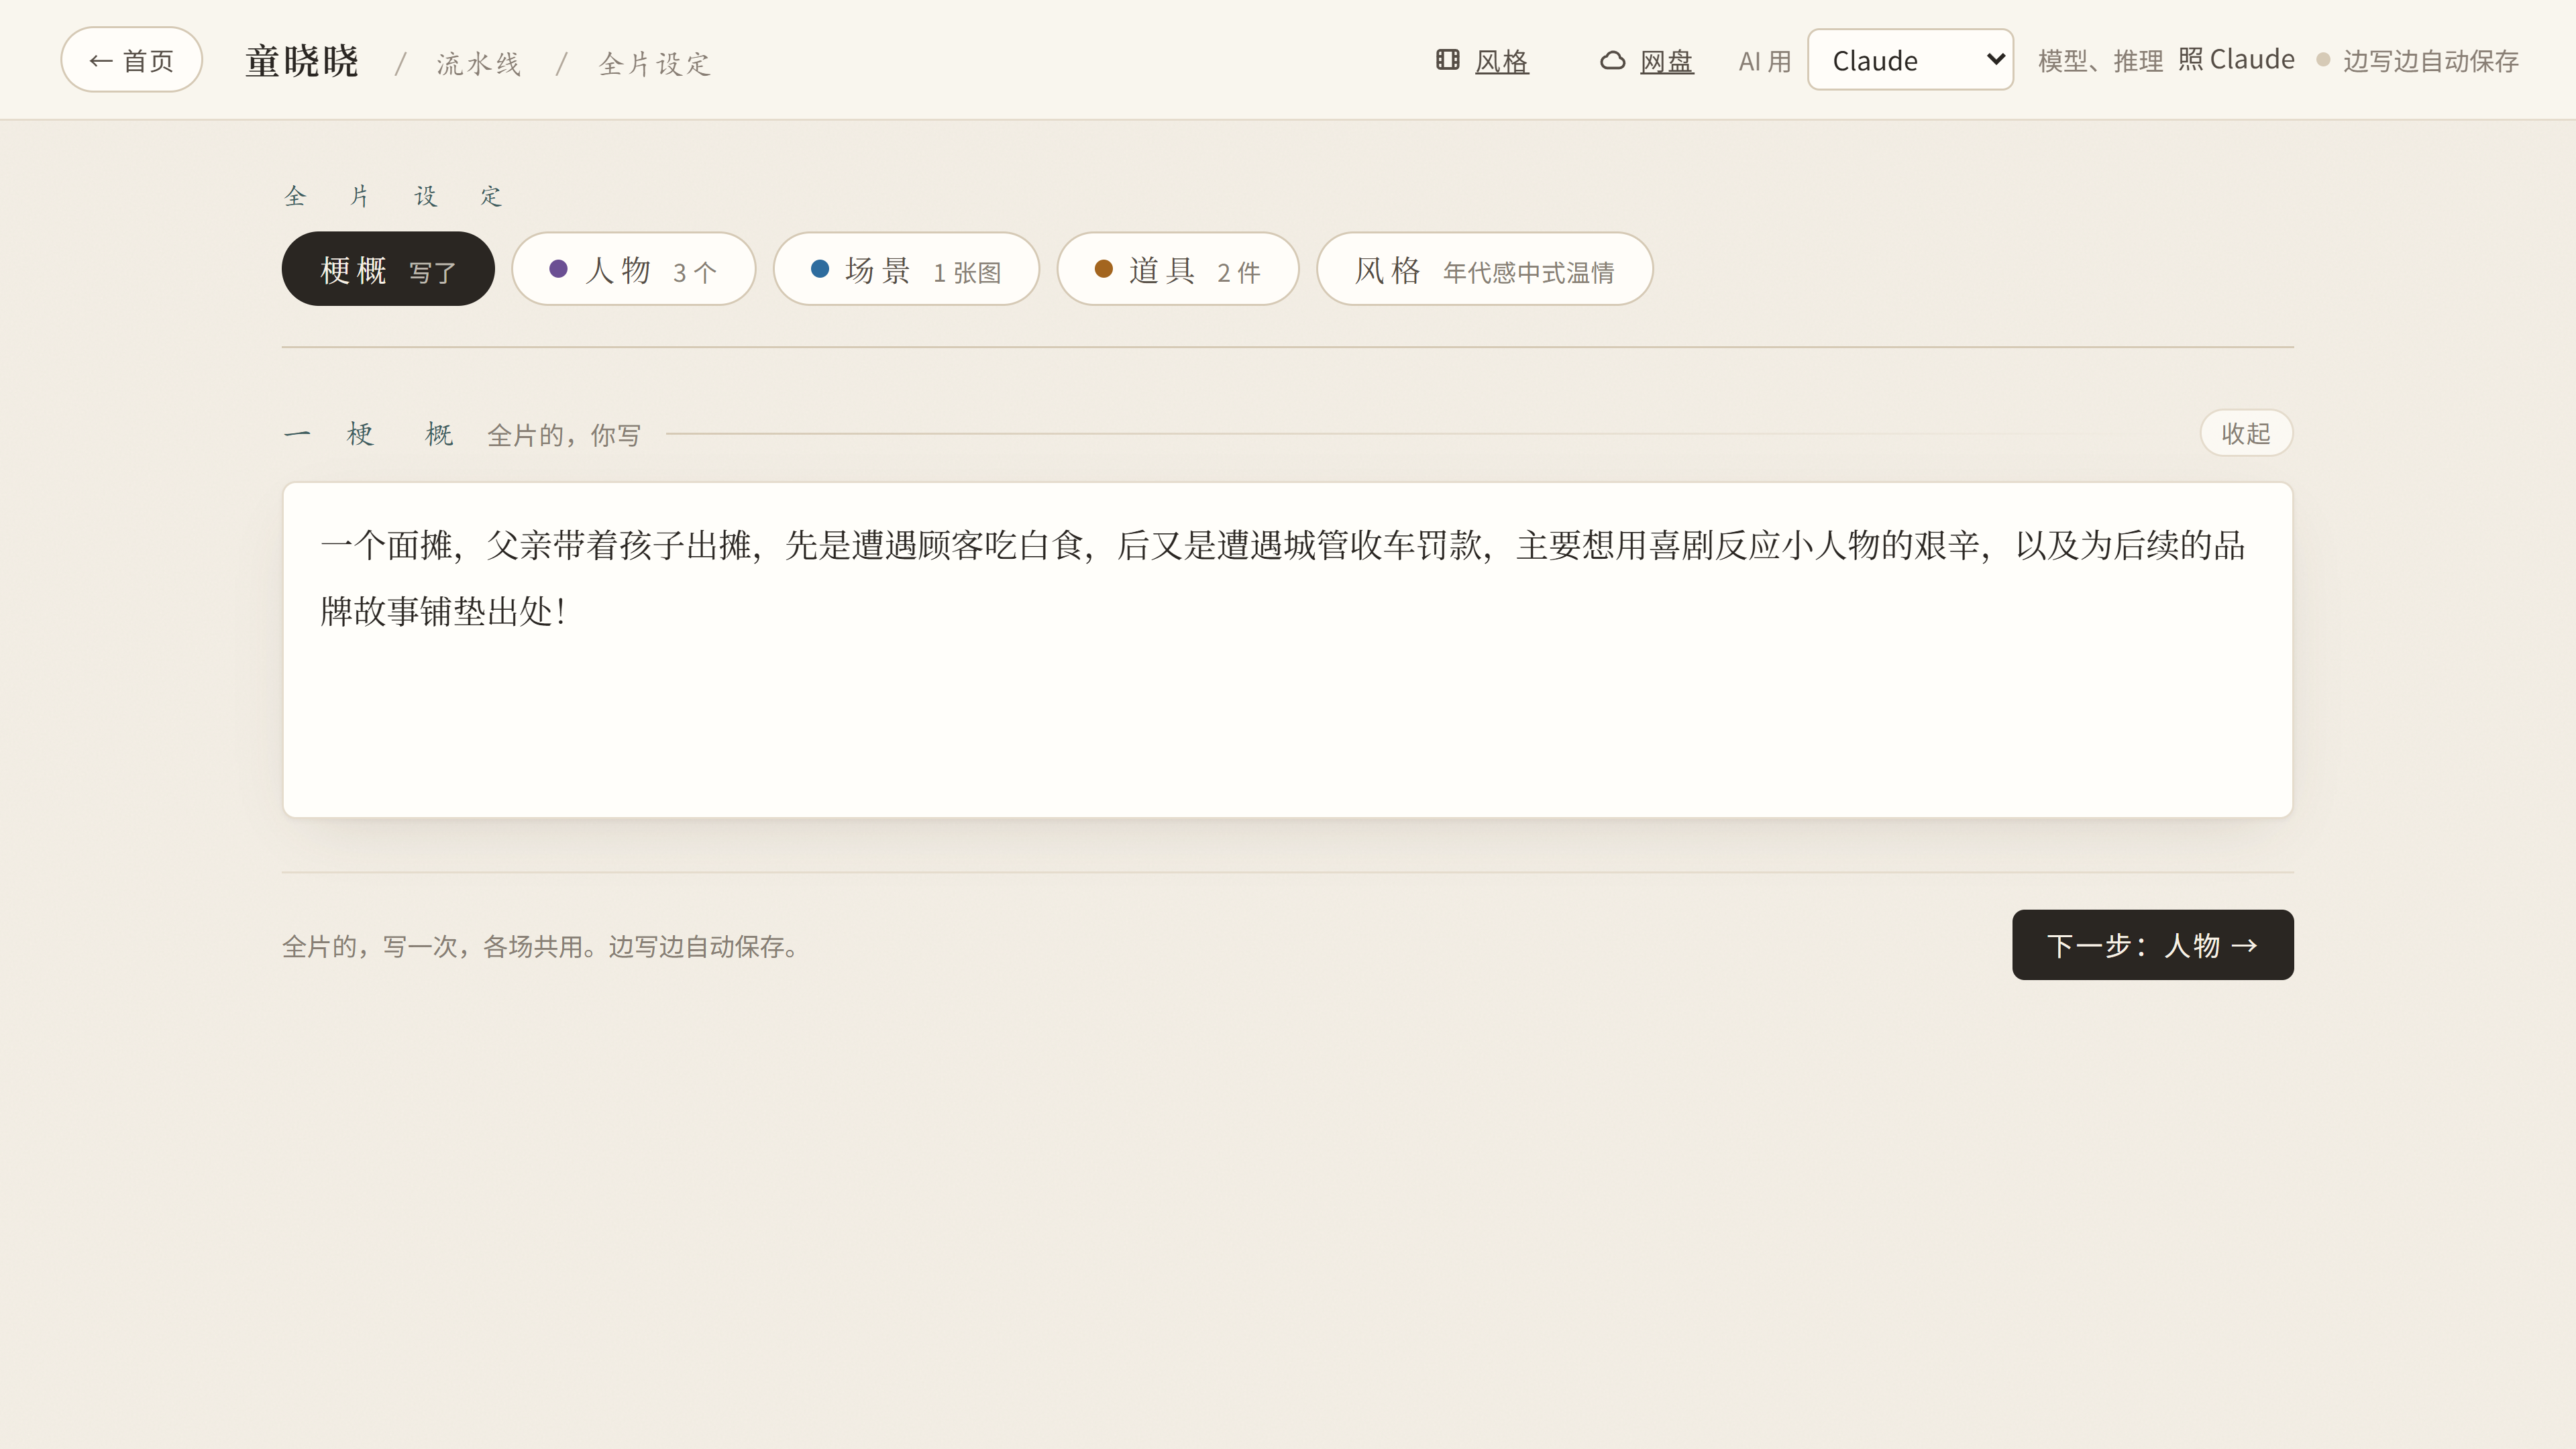 ← 首页 童晓晓 / 流水线 / 全片设定 风格 网盘 AI 用 Claude 模型、推理 照 Claude 边写边自动保存
全片设定
梗概 写了 人物 3 个 场景 1 张图 道具 2 件 风格 年代感中式温情
一 梗概 全片的，你写 收起
一个面摊，父亲带着孩子出摊，先是遭遇顾客吃白食，后又是遭遇城管收车罚款，主要想用喜剧反应小人物的艰辛，以及为后续的品
牌故事铺垫出处！
全片的，写一次，各场共用。边写边自动保存。 下一步：人物 →